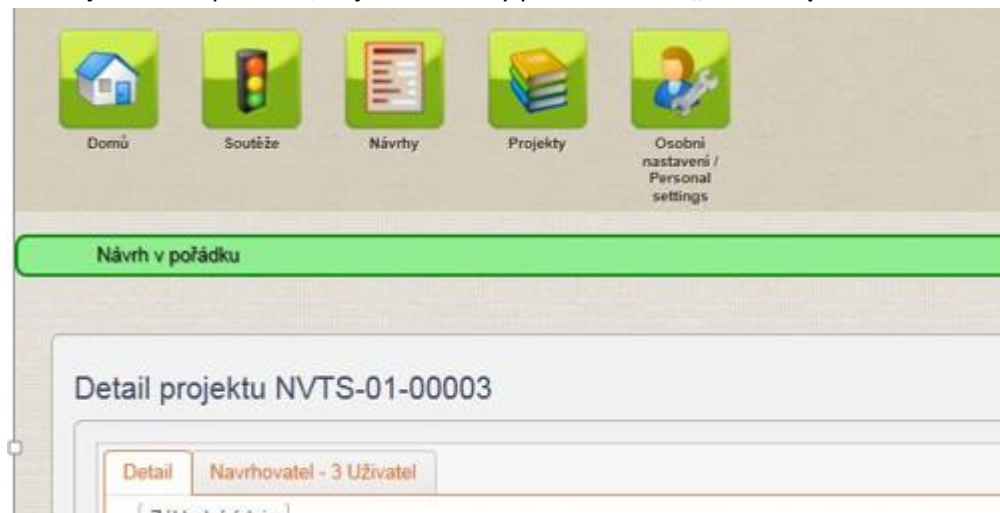 Domů
Soutěže
Návrhy
Projekty
Osobní
nastavení /
Personal
settings
Návrh v pořádku
Detail projektu NVTS-01-00003
Detail
Navrhovatel - 3 Uživatel